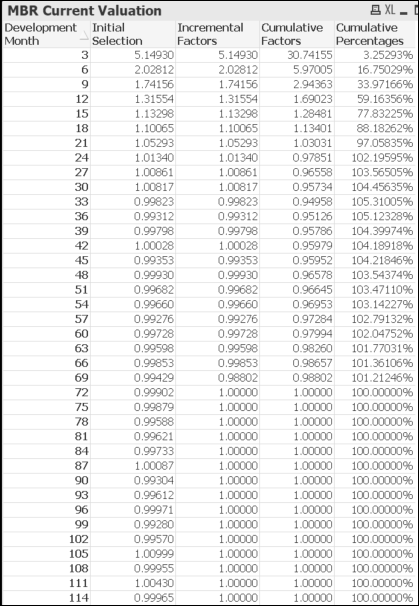 MBR Current Valuation XL
Development Month Initial Selection Incremental Factors Cumulative Factors Cumulative Percentages
3 5.14930 5.14930 30.74155 3.25293%
6 2.02812 2.02812 5.97005 16.75029%
9 1.74156 1.74156 2.94363 33.97166%
12 1.31554 1.31554 1.69023 59.16356%
15 1.13298 1.13298 1.28481 77.83225%
18 1.10065 1.10065 1.13401 88.18262%
21 1.05293 1.05293 1.03031 97.05835%
24 1.01340 1.01340 0.97851 102.19595%
27 1.00861 1.00861 0.96558 103.56505%
30 1.00817 1.00817 0.95734 104.45635%
33 0.99823 0.99823 0.94958 105.31005%
36 0.99312 0.99312 0.95126 105.12328%
39 0.99798 0.99798 0.95786 104.39974%
42 1.00028 1.00028 0.95979 104.18918%
45 0.99353 0.99353 0.95952 104.21846%
48 0.99930 0.99930 0.96578 103.54374%
51 0.99682 0.99682 0.96645 103.47110%
54 0.99660 0.99660 0.96953 103.14227%
57 0.99276 0.99276 0.97284 102.79132%
60 0.99728 0.99728 0.97994 102.04752%
63 0.99598 0.99598 0.98260 101.77031%
66 0.99853 0.99853 0.98657 101.36106%
69 0.99429 0.98802 0.98802 101.21246%
72 0.99902 1.00000 1.00000 100.00000%
75 0.99879 1.00000 1.00000 100.00000%
78 0.99588 1.00000 1.00000 100.00000%
81 0.99621 1.00000 1.00000 100.00000%
84 0.99733 1.00000 1.00000 100.00000%
87 1.00087 1.00000 1.00000 100.00000%
90 0.99304 1.00000 1.00000 100.00000%
93 0.99612 1.00000 1.00000 100.00000%
96 0.99971 1.00000 1.00000 100.00000%
99 0.99280 1.00000 1.00000 100.00000%
102 0.99570 1.00000 1.00000 100.00000%
105 1.00999 1.00000 1.00000 100.00000%
108 0.99955 1.00000 1.00000 100.00000%
111 1.00430 1.00000 1.00000 100.00000%
114 0.99965 1.00000 1.00000 100.00000%